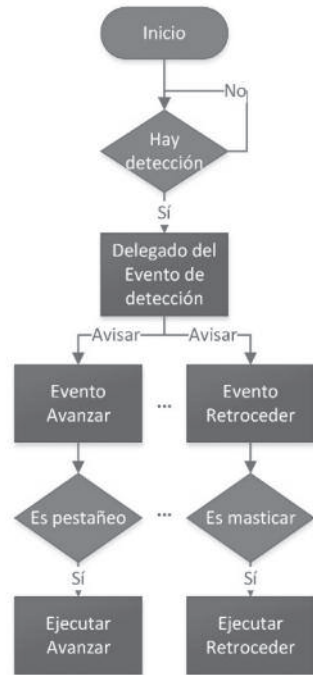 Inicio
No
Hay
detección
Sí
Delegado del
Evento de
detección
Avisar
Avisar
Evento
Avanzar
...
Evento
Retroceder
Es pestañeo
...
Es masticar
Sí
Sí
Ejecutar
Avanzar
Ejecutar
Retroceder